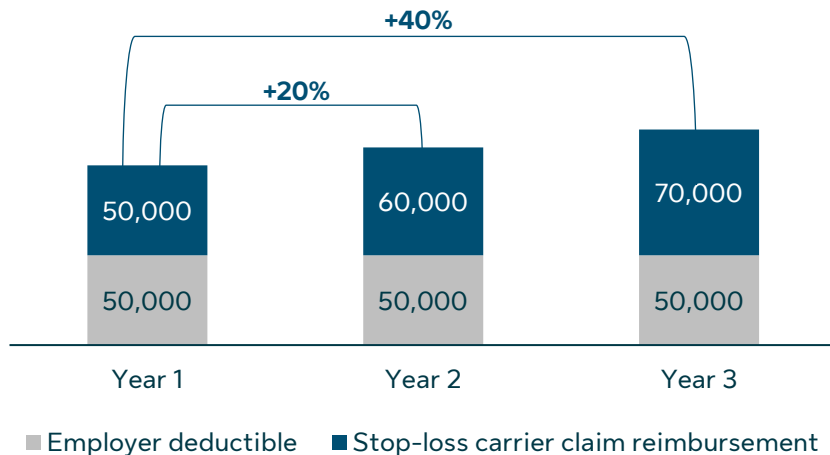 +40%
+20%
50,000 60,000 70,000
50,000 50,000 50,000
Year 1 Year 2 Year 3
Employer deductible Stop-loss carrier claim reimbursement